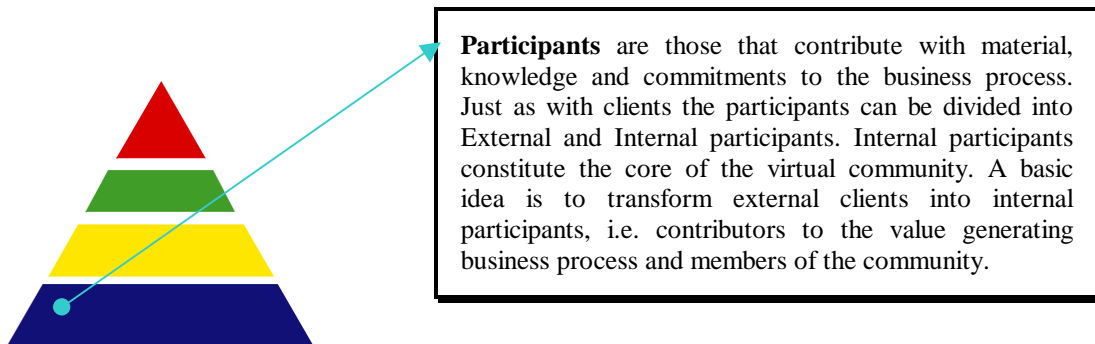 Participants are those that contribute with material,
knowledge and commitments to the business process.
Just as with clients the participants can be divided into
External and Internal participants. Internal participants
constitute the core of the virtual community. A basic
idea is to transform external clients into internal
participants, i.e. contributors to the value generating
business process and members of the community.